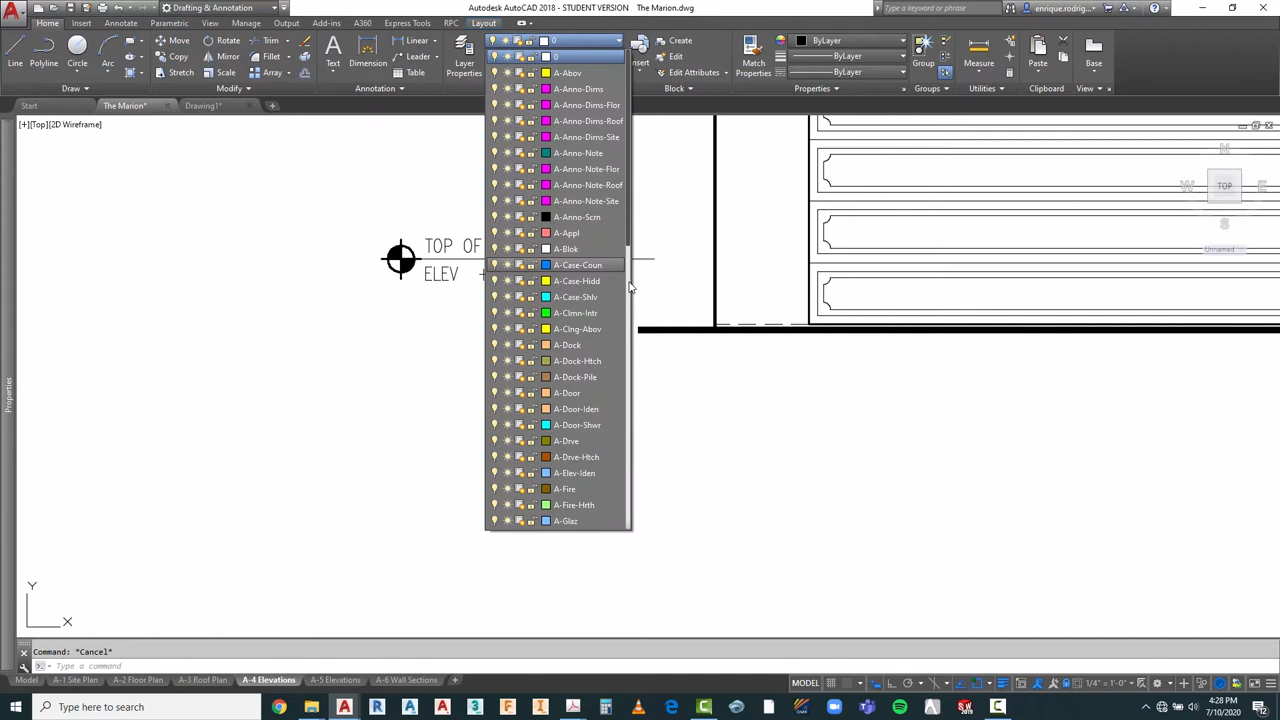 Drafting & Annotation
Autodesk AutoCAD 2018 - STUDENT VERSION The Marion.dwg
Type a keyword or phrase
enrique.rodrig...
Home Insert Annotate Parametric View Manage Output Add-ins A360 Express Tools RPC Layout
Line Polyline Circle Arc
Move Rotate Trim
Copy Mirror Fillet
Stretch Scale Array
Text Dimension
Linear
Leader
Table
Layer
Properties
0
Create
Edit
Edit Attributes
Match
Properties
ByLayer
ByLayer
ByLayer
Group
Measure
Paste
Base
Draw Modify Annotation Block Properties Groups Utilities Clipboard View
Start The Marion* Drawing1*
[+][Top][2D Wireframe]
0
A-Abov
A-Anno-Dims
A-Anno-Dims-Flor
A-Anno-Dims-Roof
A-Anno-Dims-Site
A-Anno-Note
A-Anno-Note-Flor
A-Anno-Note-Roof
A-Anno-Note-Site
A-Anno-Scrn
A-Appl
A-Blok
A-Case-Coun
A-Case-Hidd
A-Case-Shlv
A-Clmn-Intr
A-Clng-Abov
A-Dock
A-Dock-Htch
A-Dock-Pile
A-Door
A-Door-Iden
A-Door-Shwr
A-Drve
A-Drve-Htch
A-Elev-Iden
A-Fire
A-Fire-Hrth
A-Glaz
TOP OF
ELEV
N
W TOP E
S
Unnamed
Properties
Y
X
Command: *Cancel*
Type a command
Model A-1 Site Plan A-2 Floor Plan A-3 Roof Plan A-4 Elevations A-5 Elevations A-6 Wall Sections +
MODEL
1/4" = 1'-0"
Type here to search
4:28 PM
7/10/2020